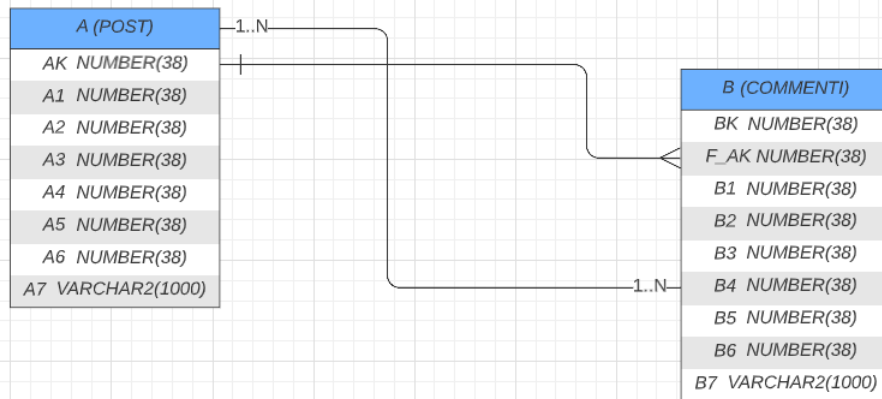 A (POST)
AK NUMBER(38)
A1 NUMBER(38)
A2 NUMBER(38)
A3 NUMBER(38)
A4 NUMBER(38)
A5 NUMBER(38)
A6 NUMBER(38)
A7 VARCHAR2(1000)
1..N
1..N
B (COMMENTI)
BK NUMBER(38)
F_AK NUMBER(38)
B1 NUMBER(38)
B2 NUMBER(38)
B3 NUMBER(38)
B4 NUMBER(38)
B5 NUMBER(38)
B6 NUMBER(38)
B7 VARCHAR2(1000)